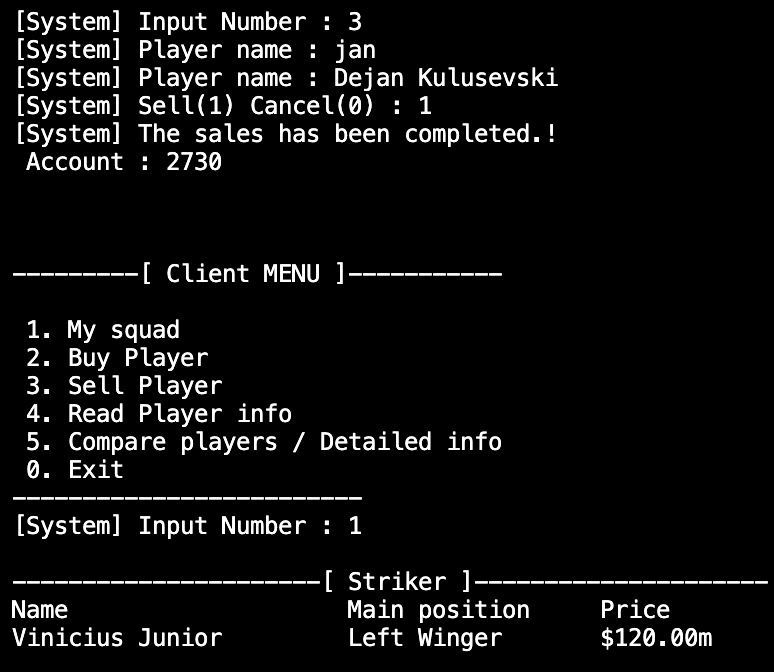 [System] Input Number : 3
[System] Player name : jan
[System] Player name : Dejan Kulusevski
[System] Sell(1) Cancel(0) : 1
[System] The sales has been completed.!
Account : 2730
---------[ Client MENU ]-----------
1. My squad
2. Buy Player
3. Sell Player
4. Read Player info
5. Compare players / Detailed info
0. Exit
-------------------------
[System] Input Number : 1
----------------------[ Striker ]---------------------
Name Main position Price
Vinicius Junior Left Winger $120.00m